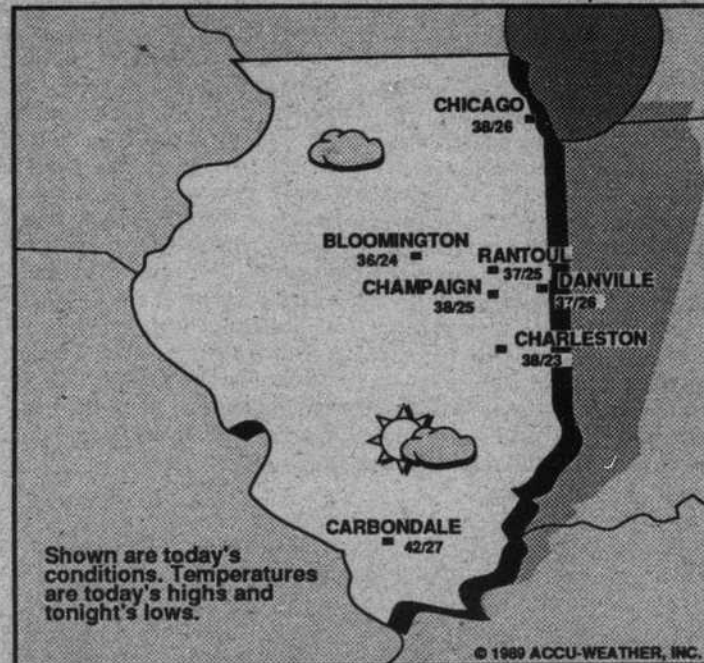 CHICAGO
38/26
BLOOMINGTON
36/24
RANTOUL
37/25
CHAMPAIGN
38/25
DANVILLE
37/26
CHARLESTON
38/23
CARBONDALE
42/27
Shown are today's
conditions. Temperatures
are today's highs and
tonight's lows.
© 1989 ACCU-WEATHER, INC.